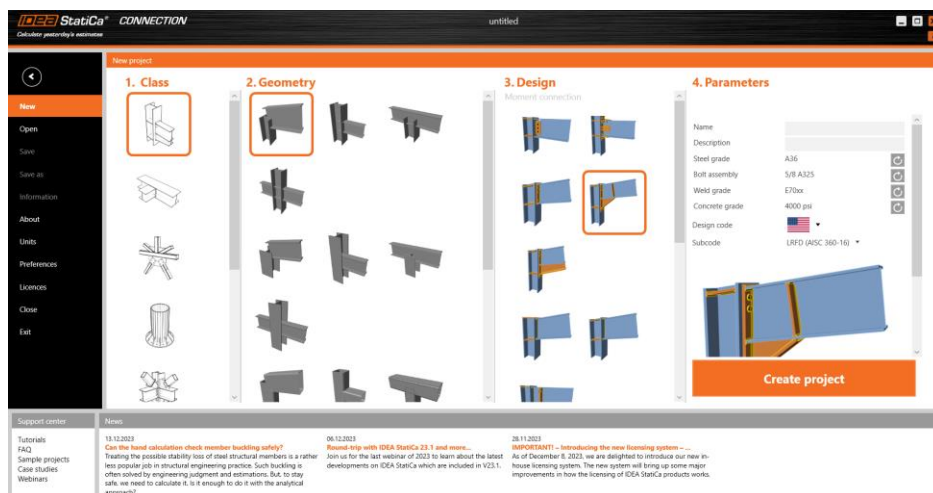 IDEA StatiCa® CONNECTION
untitled
Calculate yesterday's estimates
New project
1. Class
2. Geometry
3. Design
4. Parameters
Moment connection
New
Open
Save
Save as
Information
About
Units
Preferences
Licences
Close
Exit
Name
Description
Steel grade A36
Bolt assembly 5/8 A325
Weld grade E70xx
Concrete grade 4000 psi
Design code
Subcode LRFD (AISC 360-16)
Create project
Support center
Tutorials
FAQ
Sample projects
Case studies
Webinars
News
13.12.2023
Can the hand calculation check member buckling safely?
Treating the possible stability loss of steel structural members is a rather
less popular job in structural engineering practice. Such buckling is
often solved by engineering judgment and estimations. But, to stay
safe, we need to calculate it. Is it enough to do it with the analytical
approach?
06.12.2023
Round-trip with IDEA StatiCa 23.1 and more...
Join us for the last webinar of 2023 to learn about the latest
developments on IDEA StatiCa which are included in V23.1.
28.11.2023
IMPORTANT! – Introducing the new licensing system – ...
As of December 8, 2023, we are delighted to introduce our new in-
house licensing system. The new system will bring up some major
improvements in how the licensing of IDEA StatiCa products works.